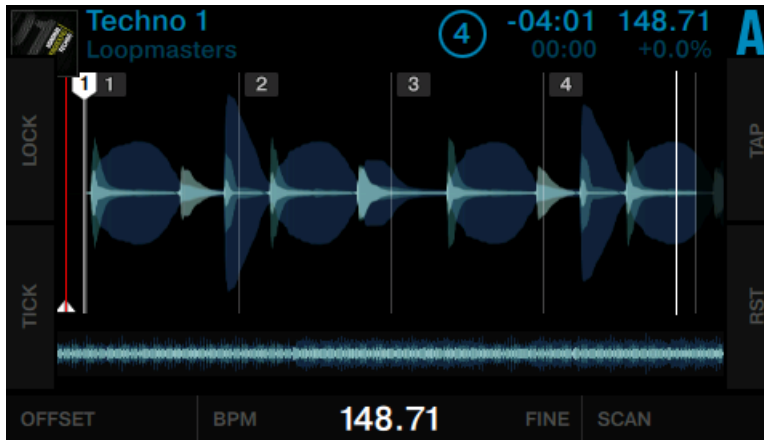 Techno 1
Loopmasters
4
-04:01 148.71
00:00 +0.0%
A
1 1 2 3 4
LOCK
TAP
TICK
RST
OFFSET BPM 148.71 FINE SCAN